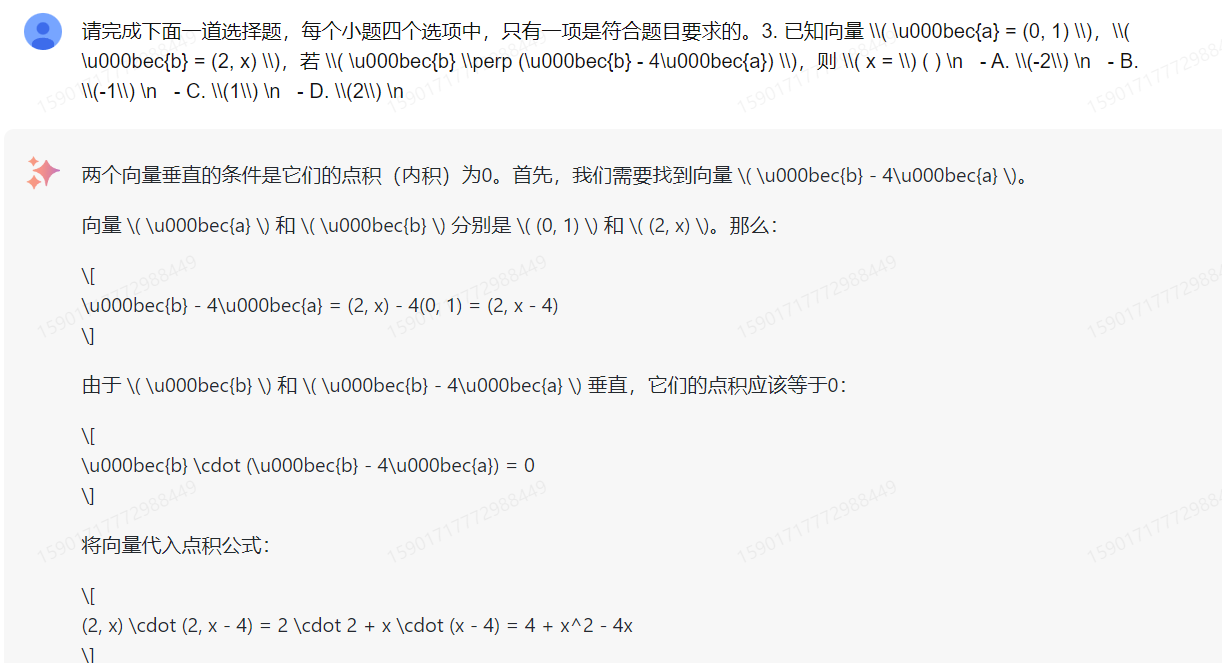 请完成下面一道选择题，每个小题四个选项中，只有一项是符合题目要求的。3. 已知向量 \\( \u000bec{a} = (0, 1) \\)，\\(
\u000bec{b} = (2, x) \\)，若 \\( \u000bec{b} \\perp (\u000bec{b} - 4\u000bec{a}) \\)，则 \\( x = \\) ( ) \n - A. \\(-2\\) \n - B.
\\(-1\\) \n - C. \\(1\\) \n - D. \\(2\\) \n
两个向量垂直的条件是它们的点积（内积）为0。首先，我们需要找到向量 \( \u000bec{b} - 4\u000bec{a} \)。
向量 \( \u000bec{a} \) 和 \( \u000bec{b} \) 分别是 \( (0, 1) \) 和 \( (2, x) \)。那么：
\[
\u000bec{b} - 4\u000bec{a} = (2, x) - 4(0, 1) = (2, x - 4)
\]
由于 \( \u000bec{b} \) 和 \( \u000bec{b} - 4\u000bec{a} \) 垂直，它们的点积应该等于0：
\[
\u000bec{b} \cdot (\u000bec{b} - 4\u000bec{a}) = 0
\]
将向量代入点积公式：
\[
(2, x) \cdot (2, x - 4) = 2 \cdot 2 + x \cdot (x - 4) = 4 + x^2 - 4x
\]
15901717772988449